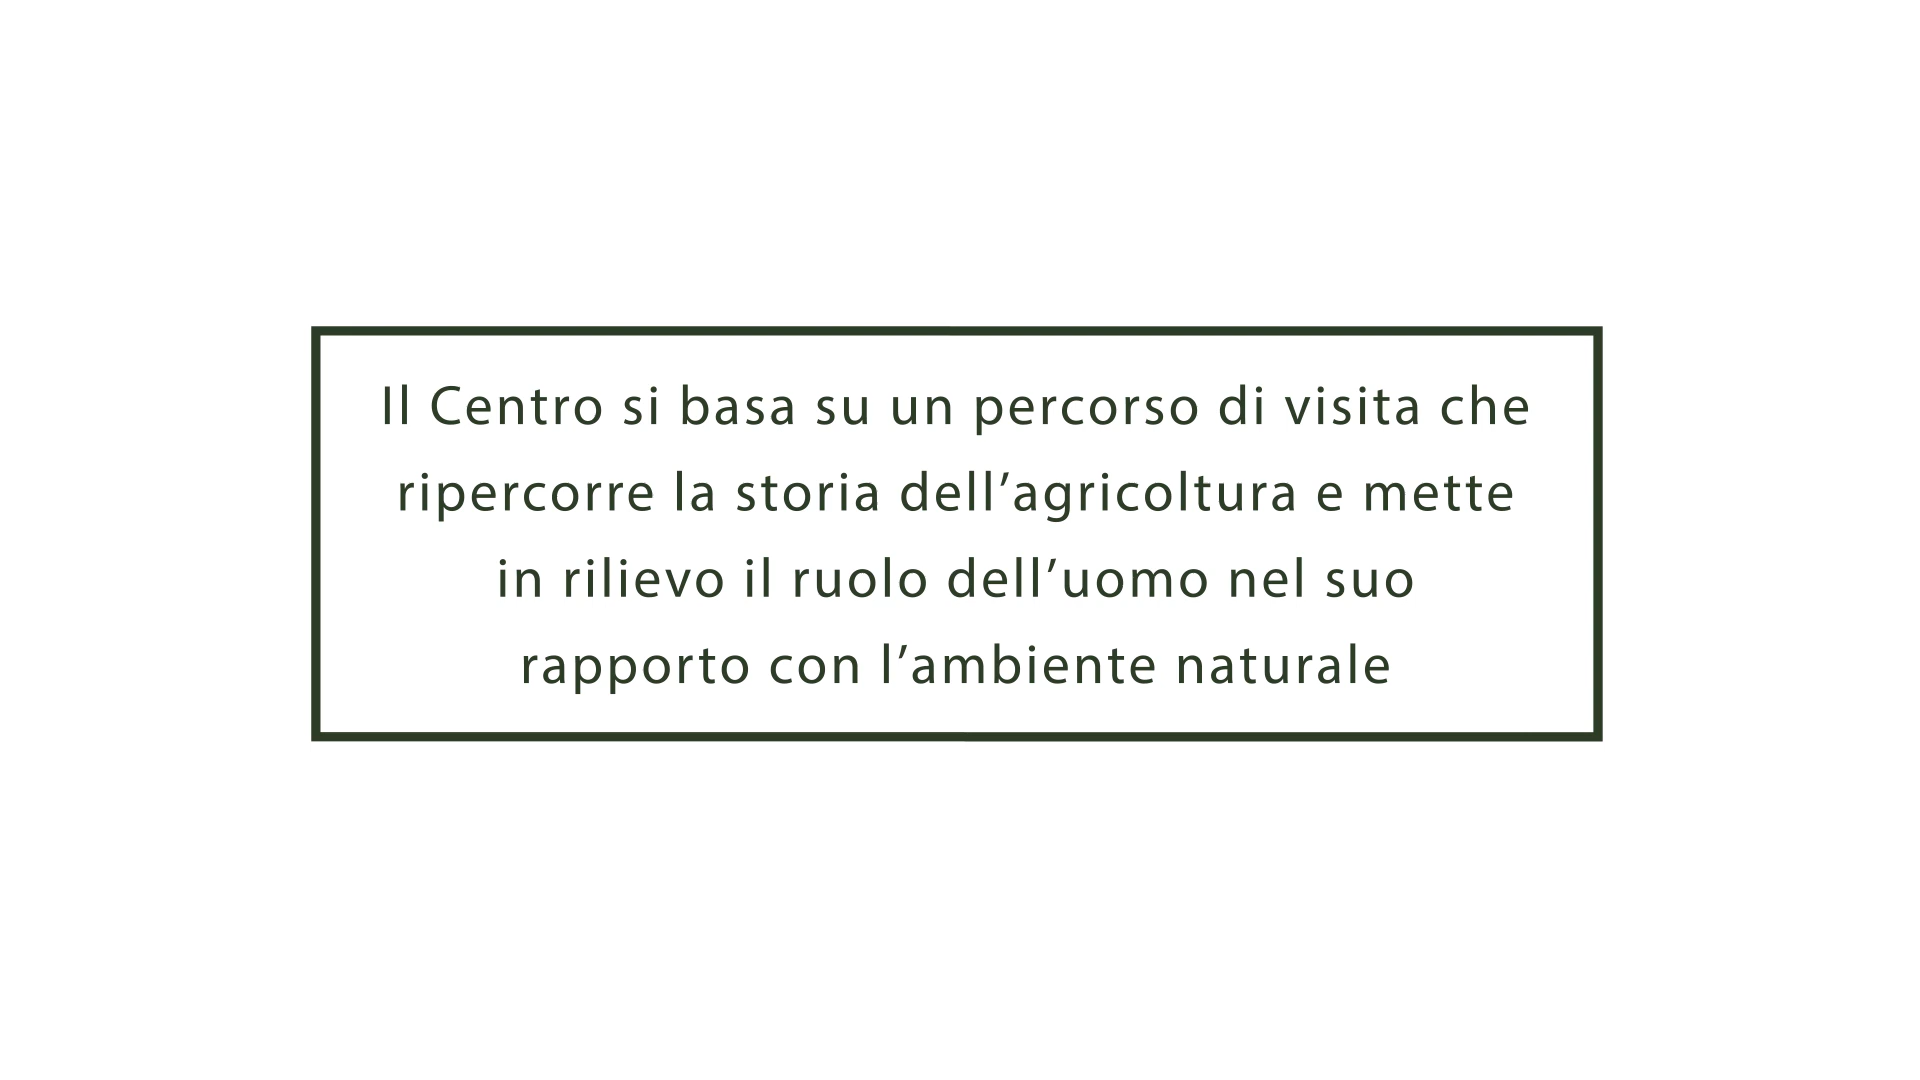 Il Centro si basa su un percorso di visita che
ripercorre la storia dell’agricoltura e mette
in rilievo il ruolo dell’uomo nel suo
rapporto con l’ambiente naturale